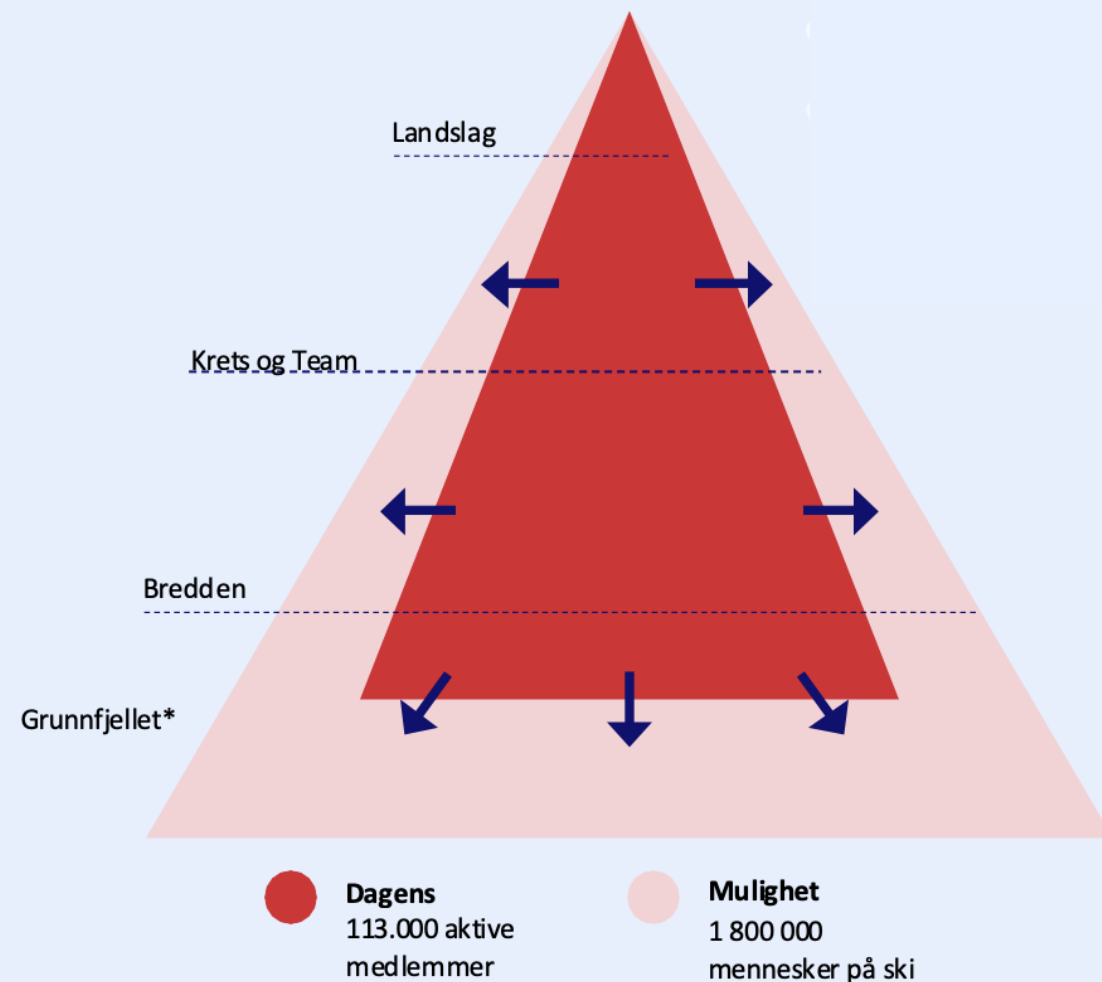 Landslag
Krets og Team
Bredden
Grunnfjellet*
Dagens
113.000 aktive
medlemmer
Mulighet
1 800 000
mennesker på ski